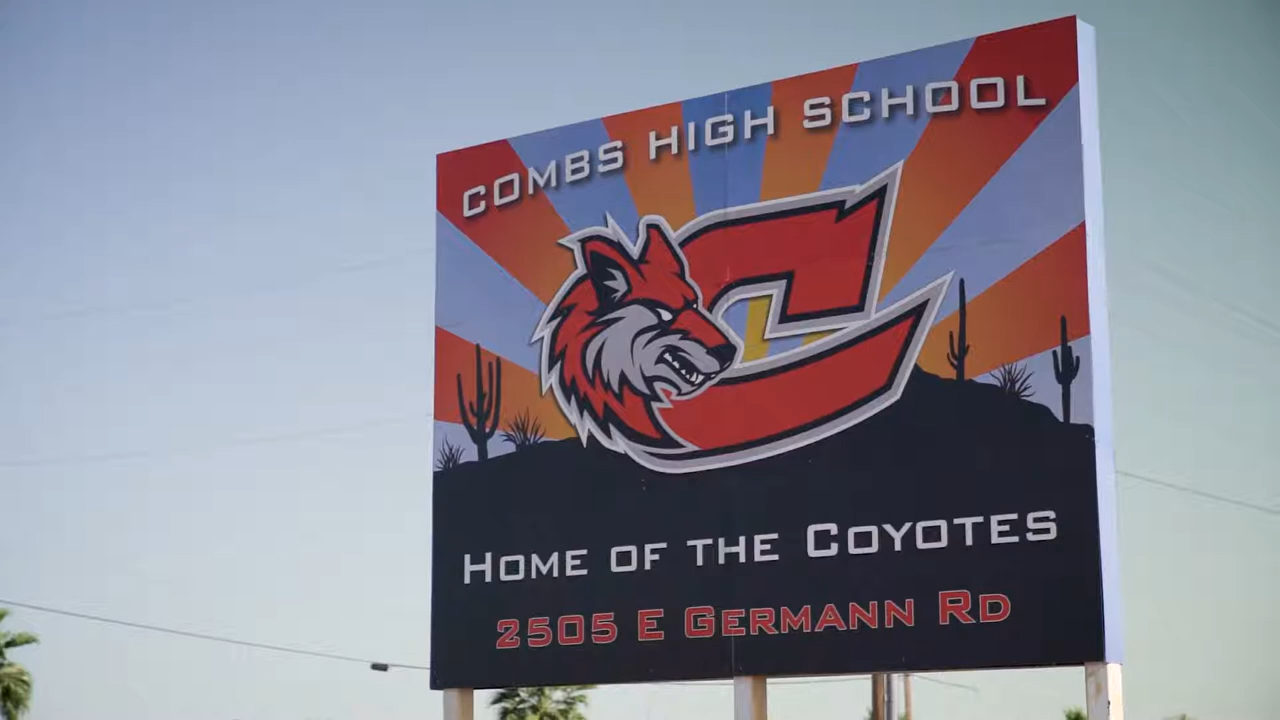 COMBS HIGH SCHOOL
C
HOME OF THE COYOTES
2505 E GERMANN RD